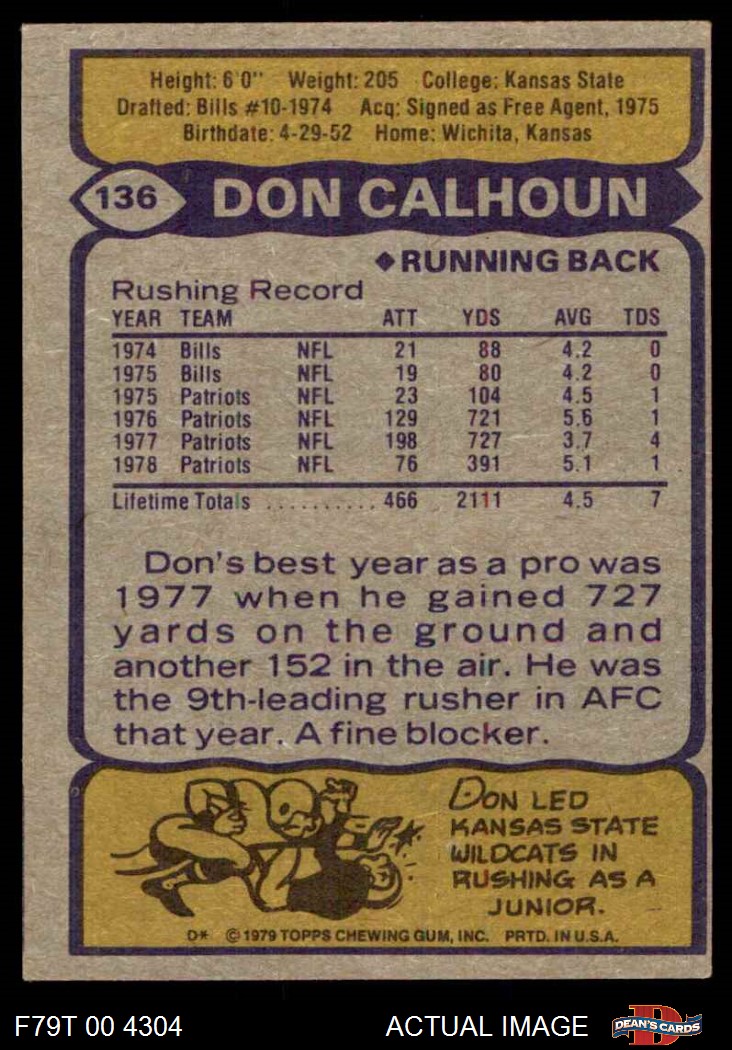 Height: 6'0" Weight: 205 College: Kansas State
Drafted: Bills #10-1974 Acq: Signed as Free Agent, 1975
Birthdate: 4-29-52 Home: Wichita, Kansas
136 DON CALHOUN
◆RUNNING BACK
Rushing Record
YEAR TEAM ATT YDS AVG TDS
1974 Bills NFL 21 88 4.2 0
1975 Bills NFL 19 80 4.2 0
1975 Patriots NFL 23 104 4.5 1
1976 Patriots NFL 129 721 5.6 1
1977 Patriots NFL 198 727 3.7 4
1978 Patriots NFL 76 391 5.1 1
Lifetime Totals .......... 466 2111 4.5 7
Don's best year as a pro was
1977 when he gained 727
yards on the ground and
another 152 in the air. He was
the 9th-leading rusher in AFC
that year. A fine blocker.
DON LED
KANSAS STATE
WILDCATS IN
RUSHING AS A
JUNIOR.
D* © 1979 TOPPS CHEWING GUM, INC. PRTD. IN U.S.A.
F79T 00 4304 ACTUAL IMAGE DEAN'S CARDS